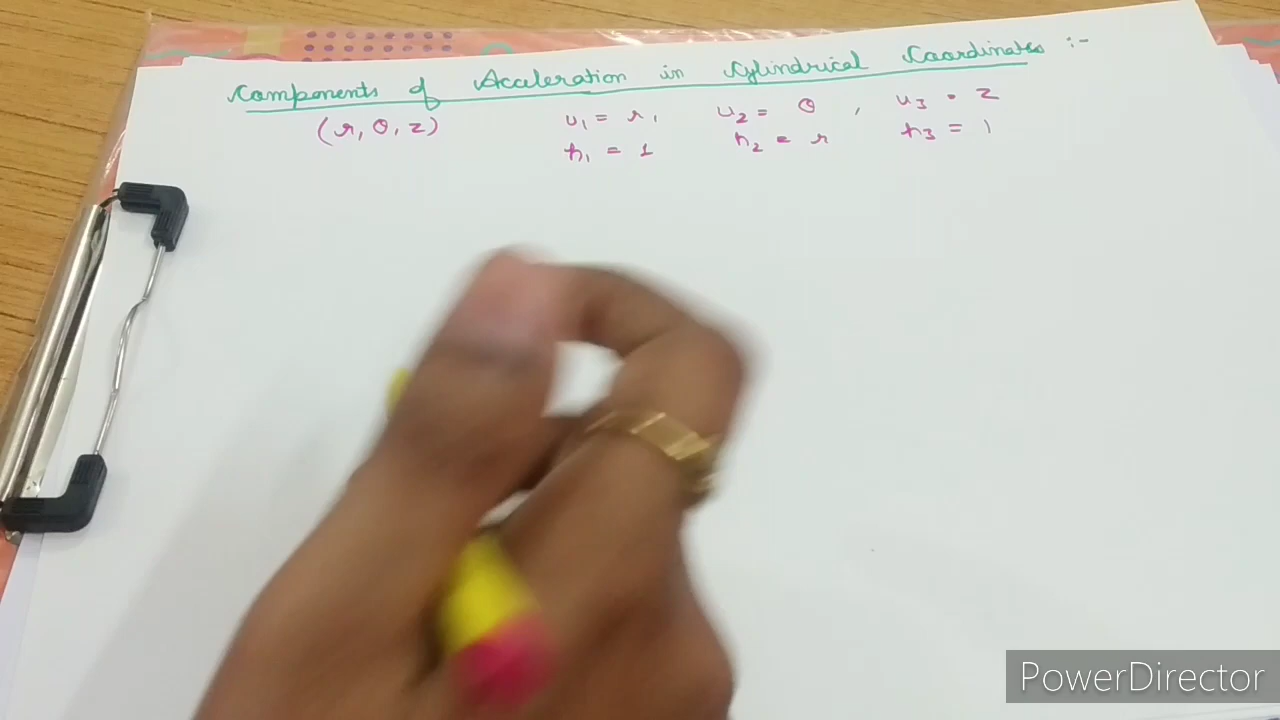 Components of Acceleration in Cylindrical Coordinates :-
(r, θ, z) u₁ = r, u₂ = θ, u₃ = z
h₁ = 1 h₂ = r h₃ = 1
PowerDirector